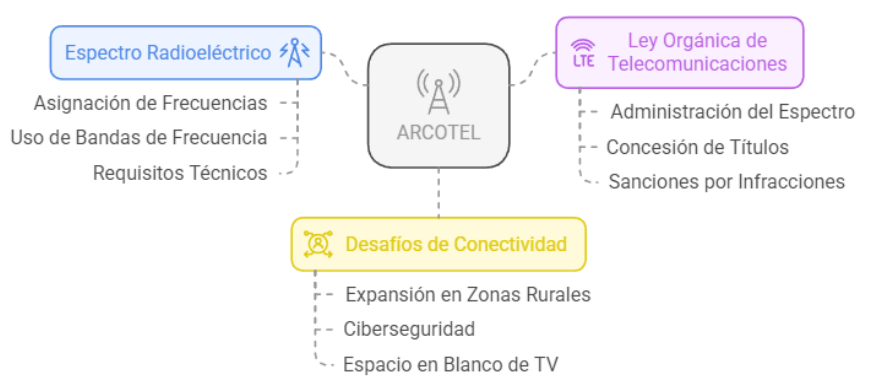 Espectro Radioeléctrico
Asignación de Frecuencias
Uso de Bandas de Frecuencia
Requisitos Técnicos
ARCOTEL
LTE
Ley Orgánica de
Telecomunicaciones
Administración del Espectro
Concesión de Títulos
Sanciones por Infracciones
Desafíos de Conectividad
Expansión en Zonas Rurales
Ciberseguridad
Espacio en Blanco de TV